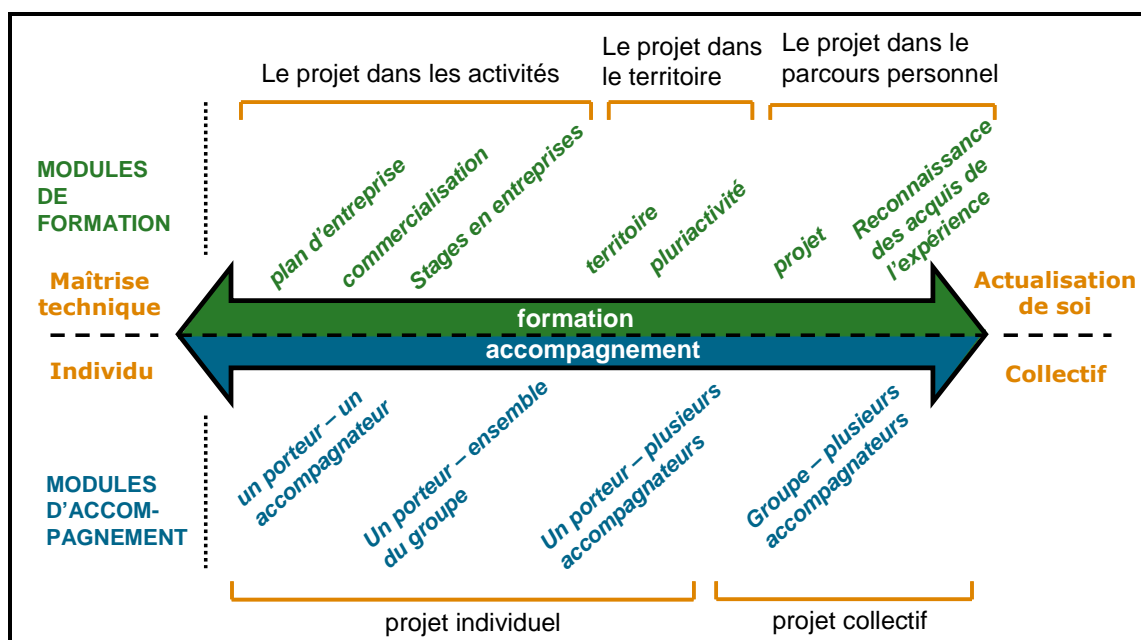 Le projet dans les activités
Le projet dans
le territoire
Le projet dans le
parcours personnel
MODULES
DE
FORMATION
plan d'entreprise
commercialisation
Stages en entreprises
territoire
pluriactivité
projet
Reconnaissance
des acquis de
l'expérience
Maîtrise
technique
Actualisation
de soi
formation
accompagnement
Individu
Collectif
MODULES
D'ACCOM-
PAGNEMENT
un porteur – un
accompagnateur
Un porteur – ensemble
du groupe
Un porteur – plusieurs
accompagnateurs
Groupe – plusieurs
accompagnateurs
projet individuel
projet collectif